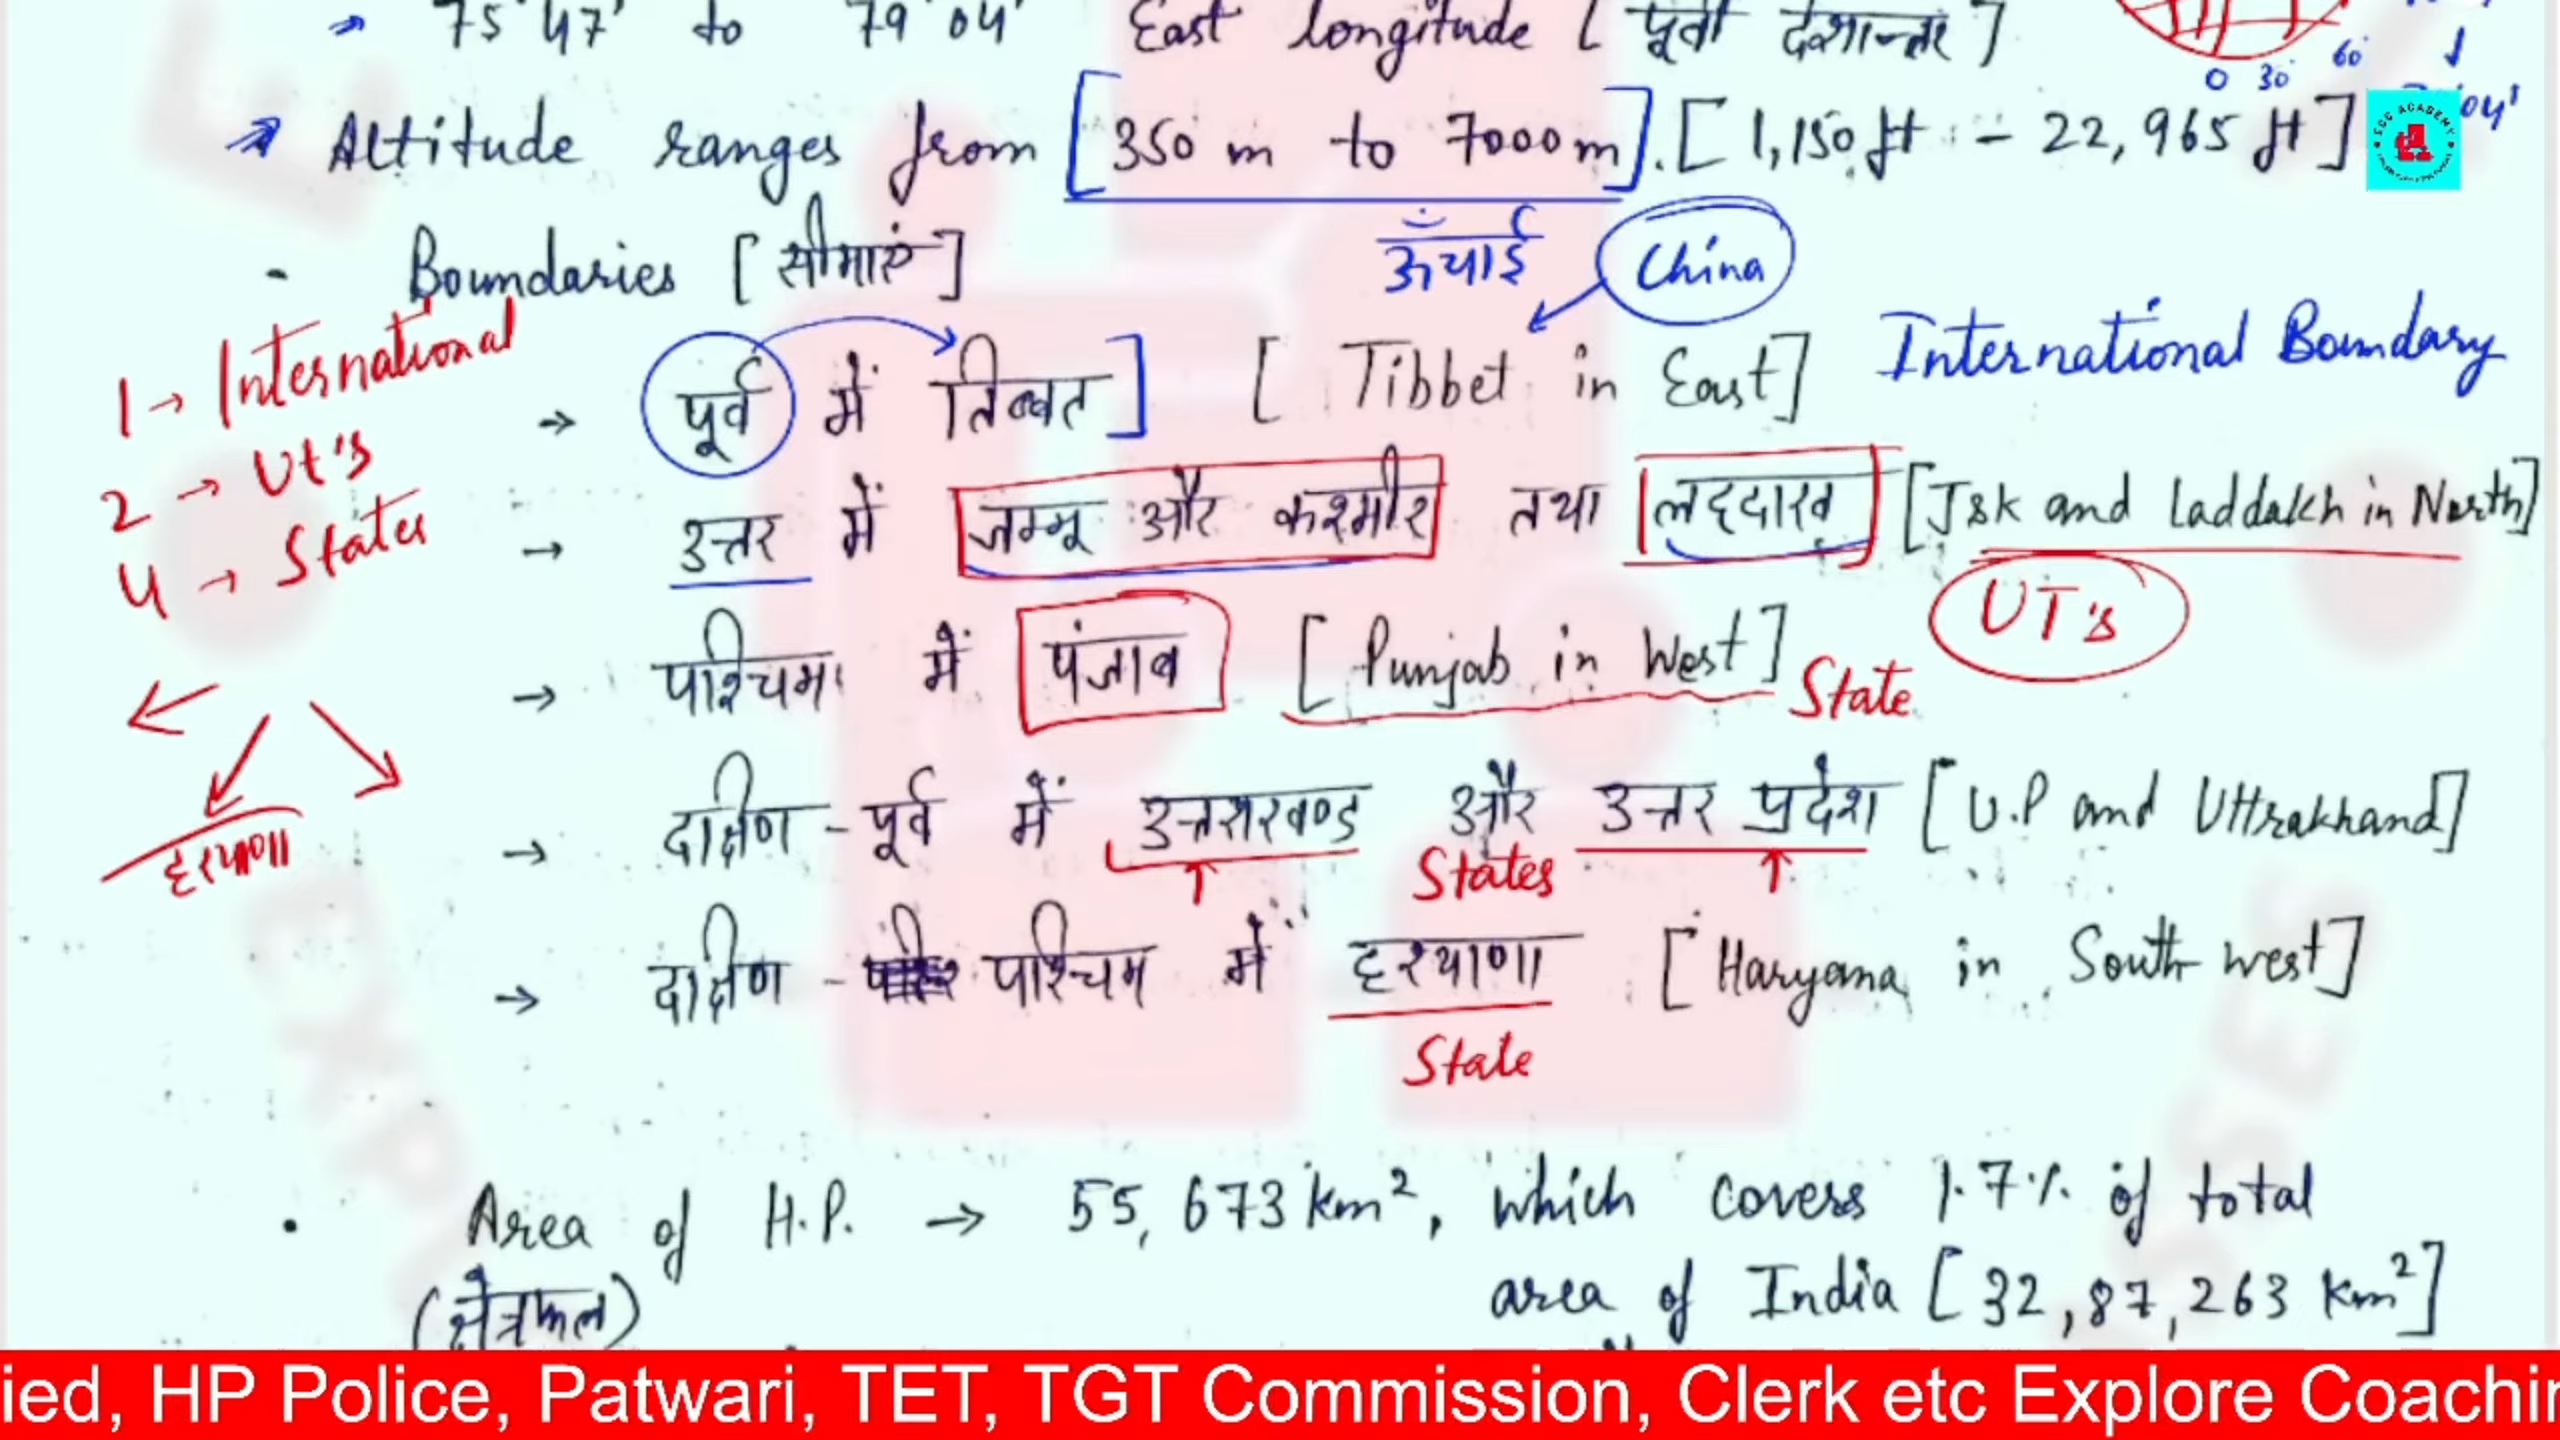 → 75°47' to 79°04' East longitude [पूर्वी देशान्तर]
0 30 60
→ Altitude ranges from [350 m to 7000 m]. [1,150 ft - 22,965 ft] 04'
ऊँचाई China
- Boundaries [सीमाएं]
1 → International
→ पूर्व में तिब्बत] [Tibbet in East] International Boundary
2 → Ut's
→ उत्तर में जम्मू और कश्मीर तथा लद्दाख [J&k and Laddakh in North]
4 → States
UT's
→ पश्चिम में पंजाब [Punjab in West] State
→ दक्षिण - पूर्व में उत्तराखण्ड और उत्तर प्रदेश [U.P and Uttrakhand]
हरयाणा
States
→ दक्षिण - पश्चिम में हरयाणा [Haryana in South west]
State
• Area of H.P. → 55,673 km², which covers 1.7% of total
(क्षेत्रफल) area of India [32,87,263 km²]
ied, HP Police, Patwari, TET, TGT Commission, Clerk etc Explore Coachin